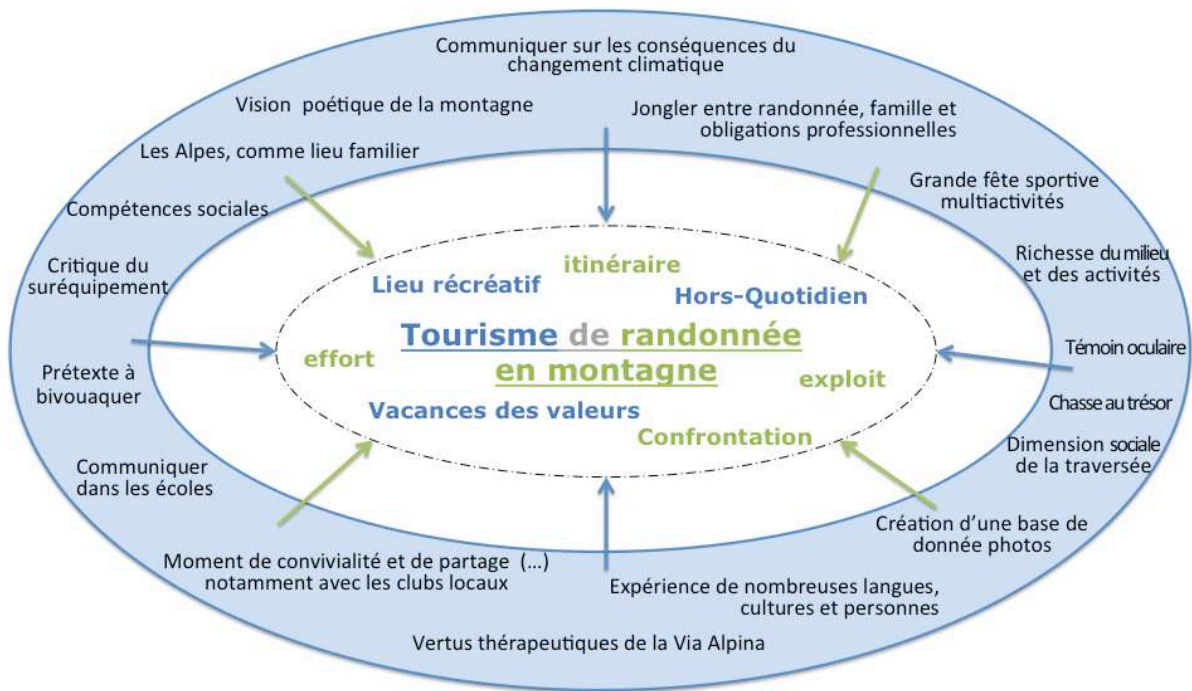 Communiquer sur les conséquences du
changement climatique
Vision poétique de la montagne
Jongler entre randonnée, famille et
obligations professionnelles
Les Alpes, comme lieu familier
Grande fête sportive
multiactivités
Compétences sociales
Richesse du milieu
et des activités
Critique du
suréquipement
Témoin oculaire
Prétexte à
bivouaquer
Chasse au trésor
Dimension sociale
de la traversée
Communiquer
dans les écoles
Création d’une base de
donnée photos
Moment de convivialité et de partage (...)
notamment avec les clubs locaux
Expérience de nombreuses langues,
cultures et personnes
Vertus thérapeutiques de la Via Alpina
itinéraire
Lieu récréatif
Hors-Quotidien
Tourisme de randonnée
en montagne
effort
exploit
Vacances des valeurs
Confrontation